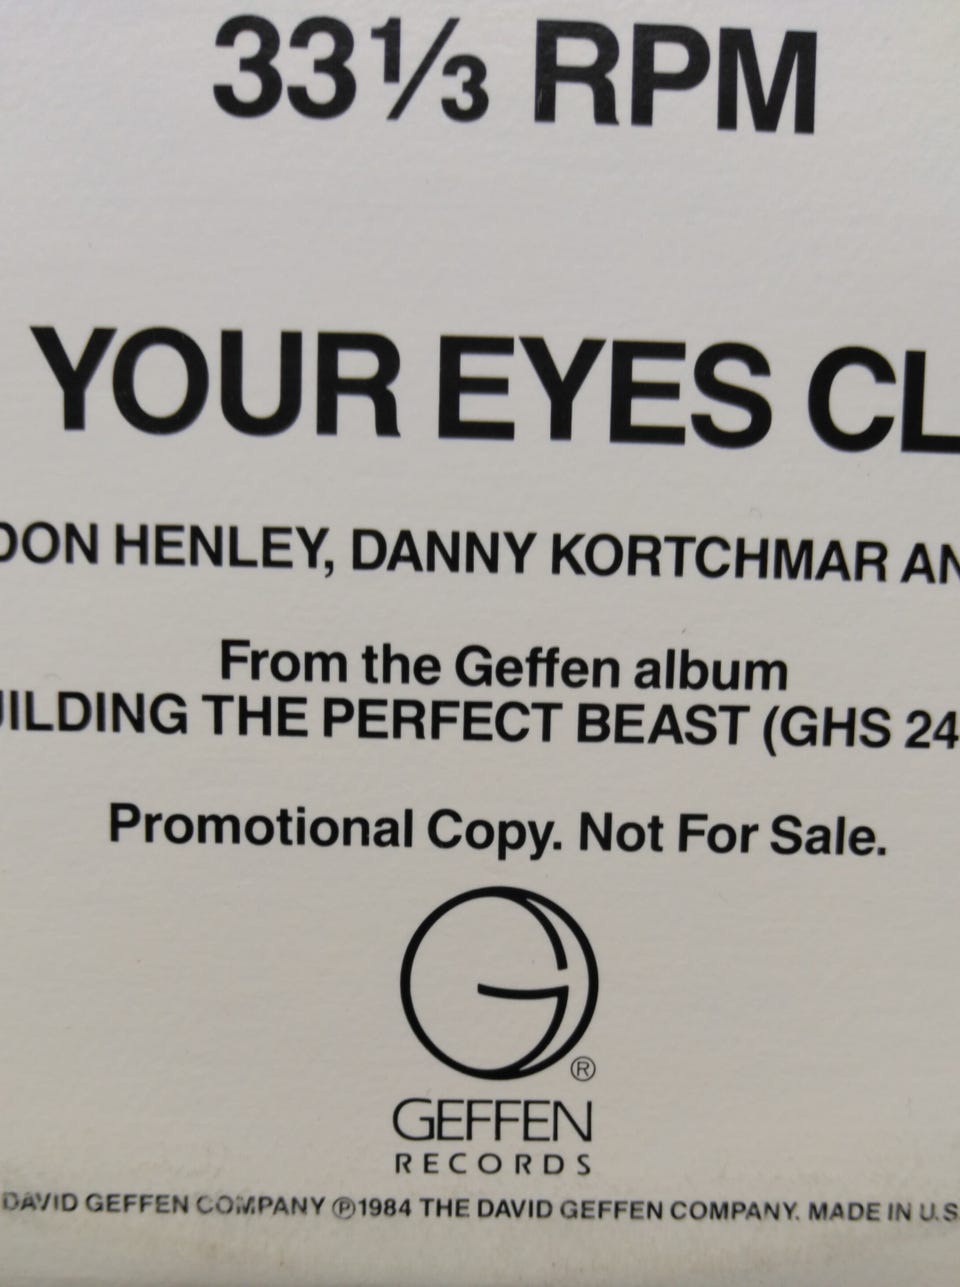 33⅓ RPM
YOUR EYES CL
DON HENLEY, DANNY KORTCHMAR AN
From the Geffen album
UILDING THE PERFECT BEAST (GHS 24
Promotional Copy. Not For Sale.
®
GEFFEN
RECORDS
DAVID GEFFEN COMPANY ℗1984 THE DAVID GEFFEN COMPANY. MADE IN U.S